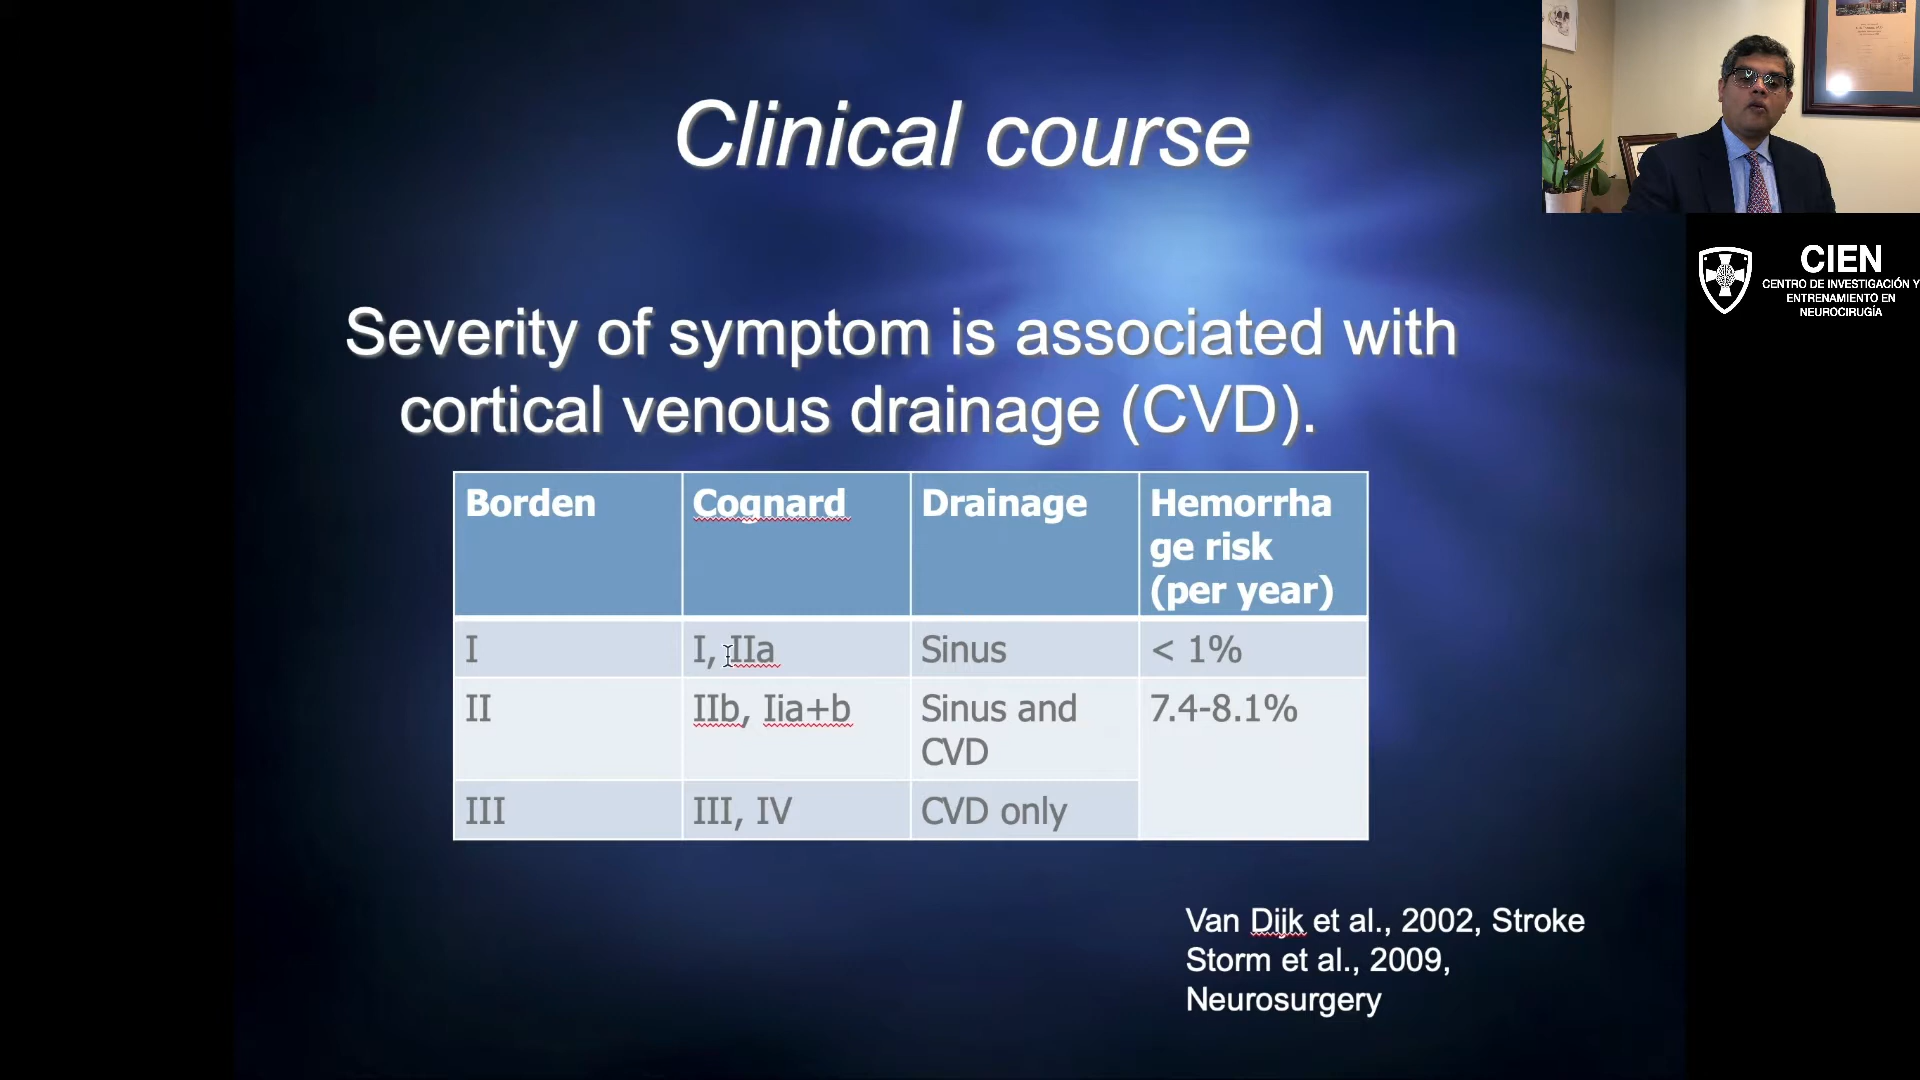 Clinical course
Severity of symptom is associated with
cortical venous drainage (CVD).
Borden
Cognard
Drainage
Hemorrha
ge risk
(per year)
I
I, IIa
Sinus
< 1%
II
IIb, Iia+b
Sinus and
CVD
7.4-8.1%
III
III, IV
CVD only
Van Dijk et al., 2002, Stroke
Storm et al., 2009,
Neurosurgery
CIEN
CENTRO DE INVESTIGACIÓN Y
ENTRENAMIENTO EN
NEUROCIRUGÍA